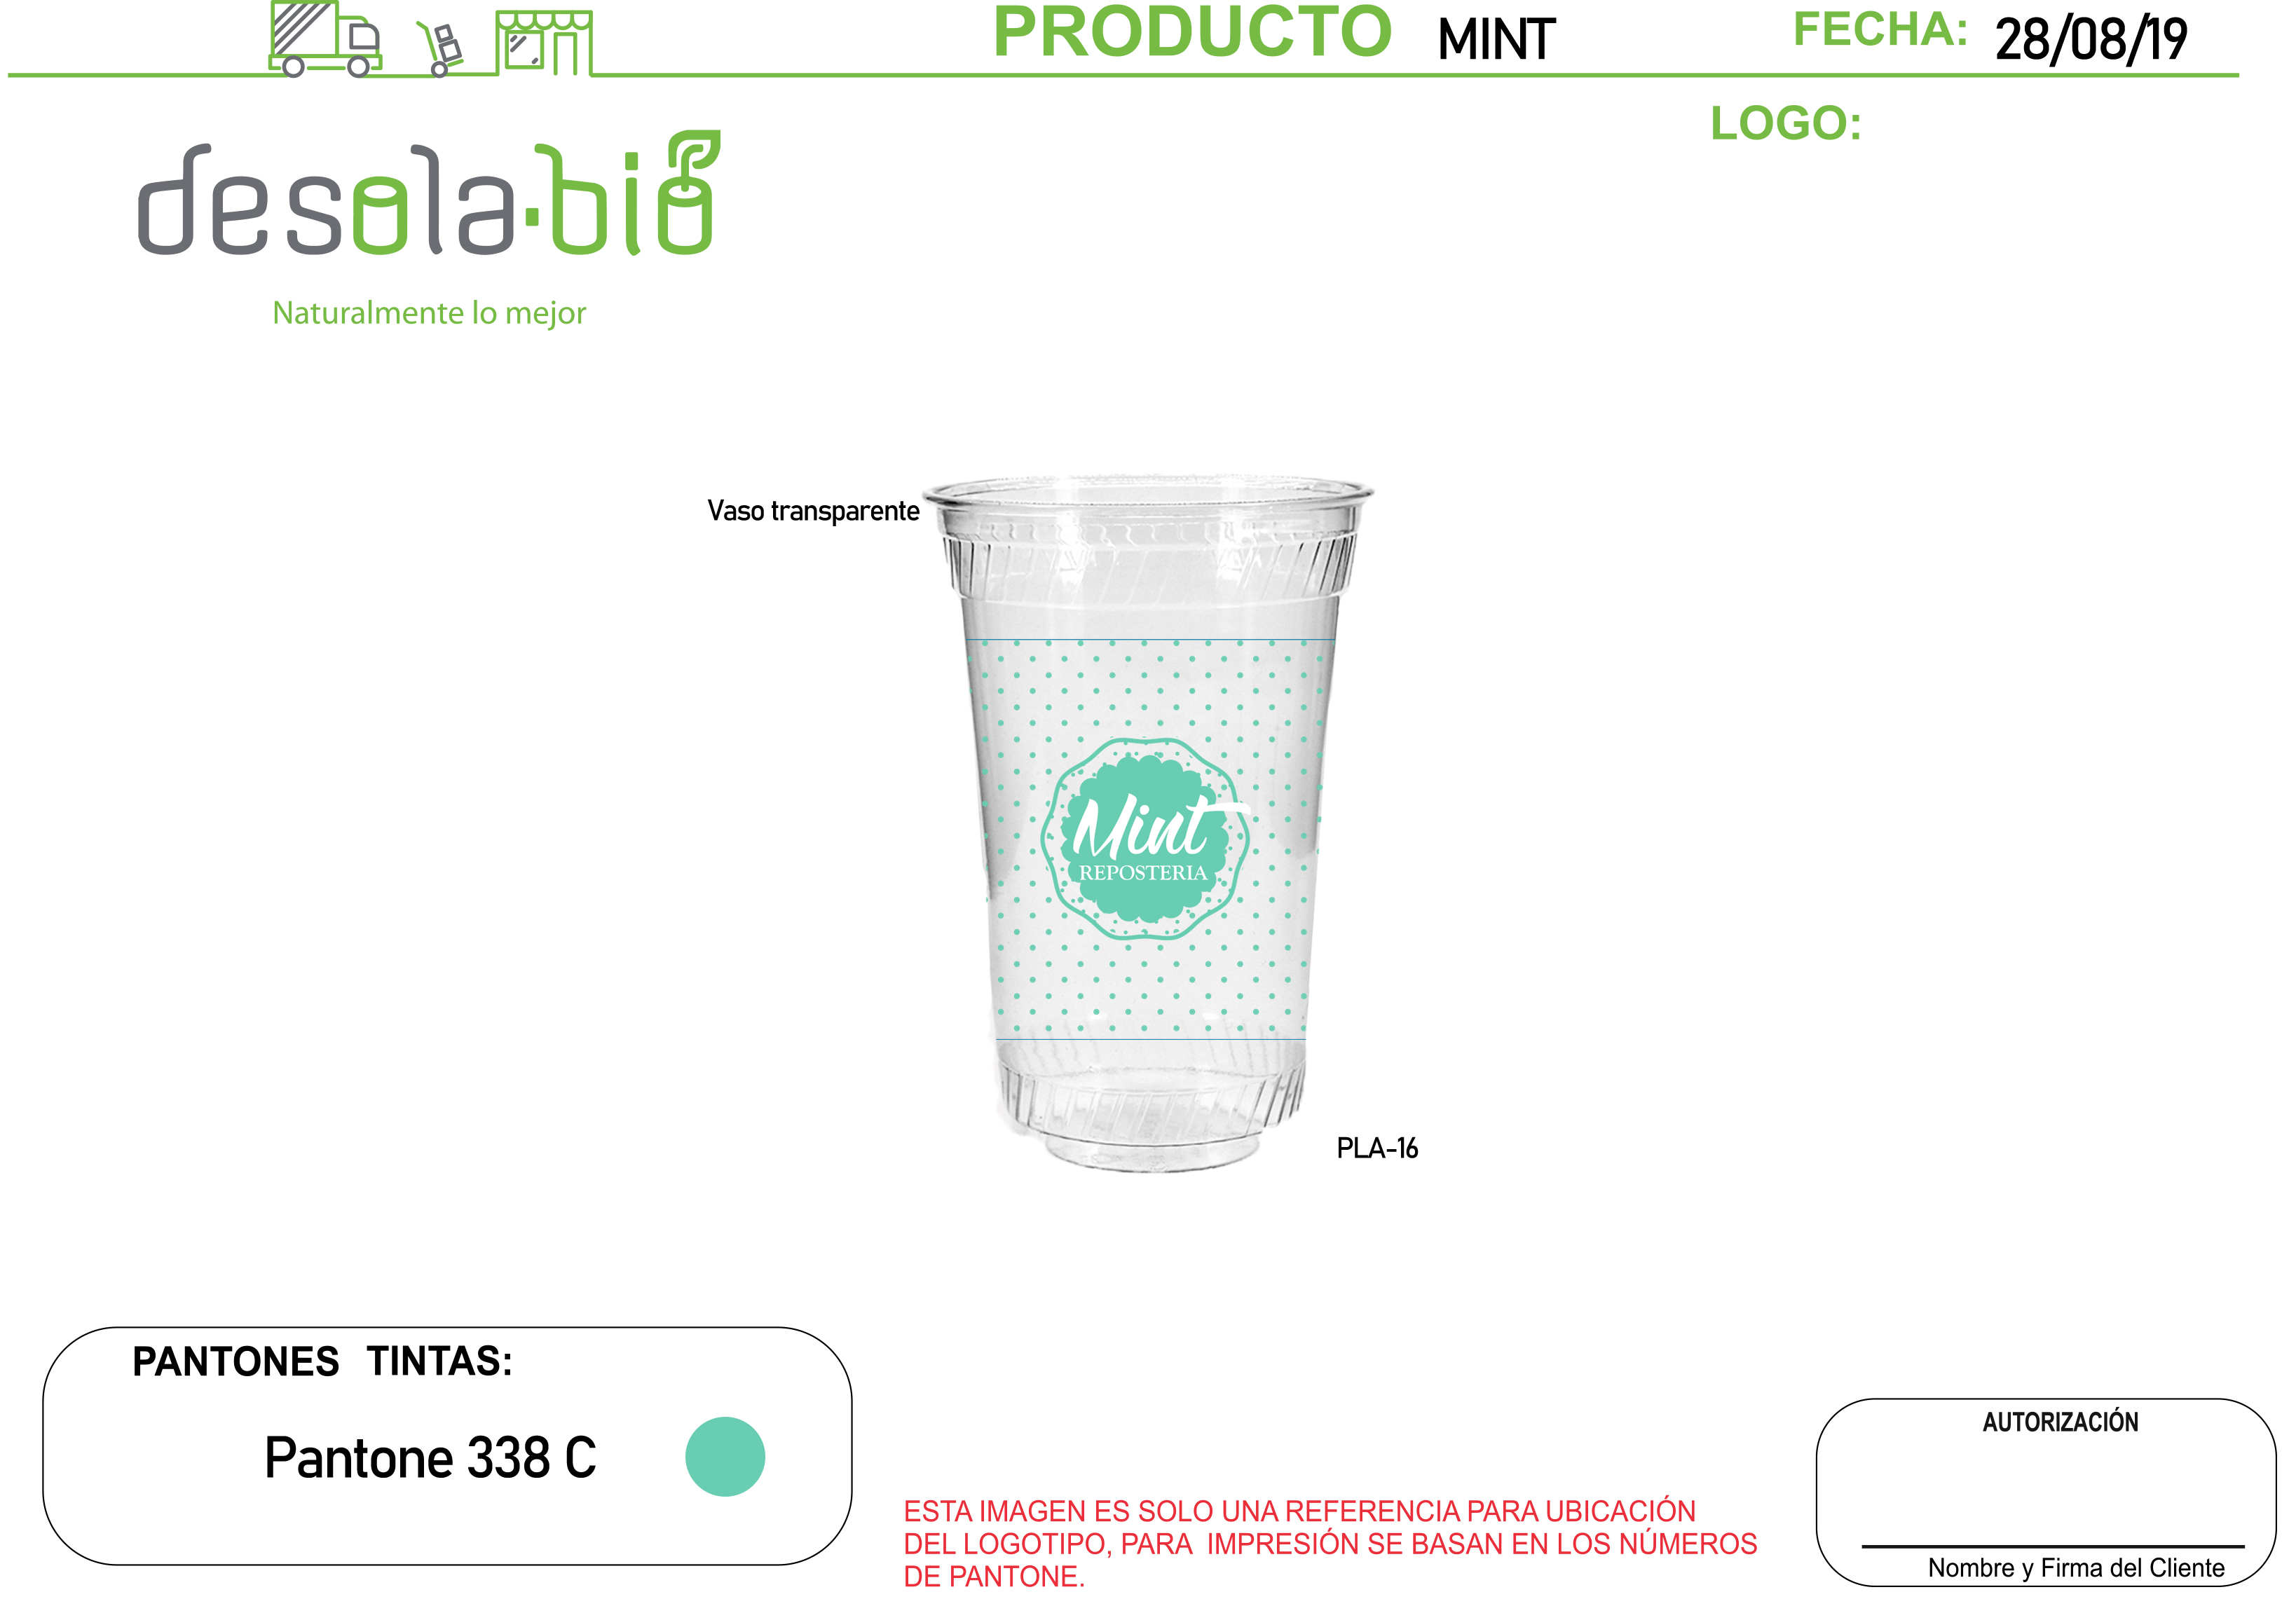 PRODUCTO MINT FECHA: 28/08/19
LOGO:
desola·bio
Naturalmente lo mejor
Vaso transparente
Mint
REPOSTERIA
PLA-16
PANTONES TINTAS:
Pantone 338 C
ESTA IMAGEN ES SOLO UNA REFERENCIA PARA UBICACIÓN
DEL LOGOTIPO, PARA IMPRESIÓN SE BASAN EN LOS NÚMEROS
DE PANTONE.
AUTORIZACIÓN
Nombre y Firma del Cliente